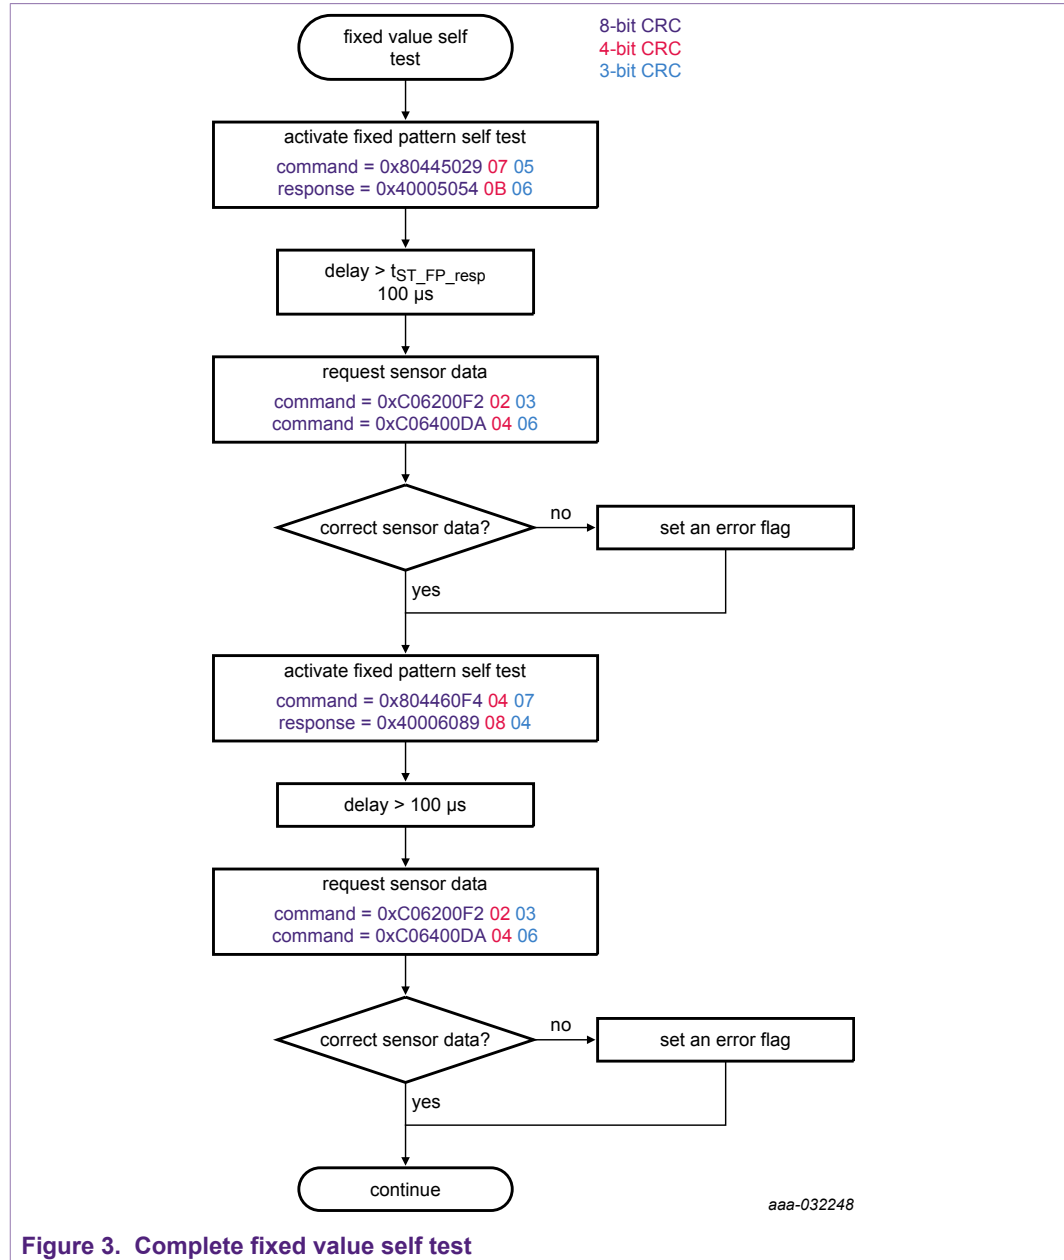 fixed value self
test
8-bit CRC
4-bit CRC
3-bit CRC
activate fixed pattern self test
command = 0x80445029 07 05
response = 0x40005054 0B 06
delay > tST_FP_resp
100 µs
request sensor data
command = 0xC06200F2 02 03
command = 0xC06400DA 04 06
correct sensor data?
no
set an error flag
yes
activate fixed pattern self test
command = 0x804460F4 04 07
response = 0x40006089 08 04
delay > 100 µs
request sensor data
command = 0xC06200F2 02 03
command = 0xC06400DA 04 06
correct sensor data?
no
set an error flag
yes
continue
aaa-032248
Figure 3. Complete fixed value self test